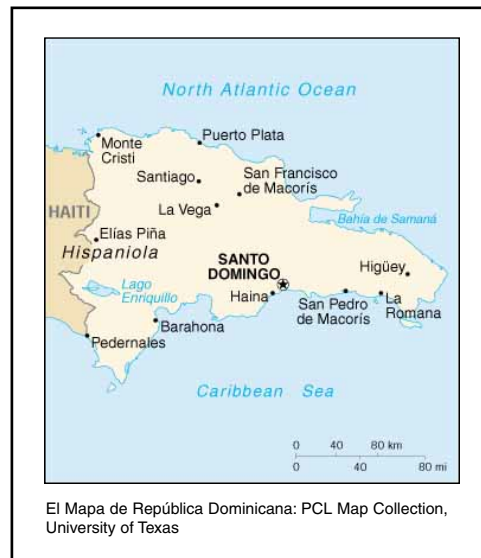 North Atlantic Ocean
Monte
Cristi
Puerto Plata
Santiago
San Francisco
de Macorís
La Vega
HAITI
Elías Piña
Hispaniola
Bahía de Samaná
SANTO
DOMINGO
Higüey
Lago
Enriquillo
Haina
San Pedro
de Macorís
La
Romana
Barahona
Pedernales
Caribbean Sea
0 40 80 km
0 40 80 mi
El Mapa de República Dominicana: PCL Map Collection,
University of Texas